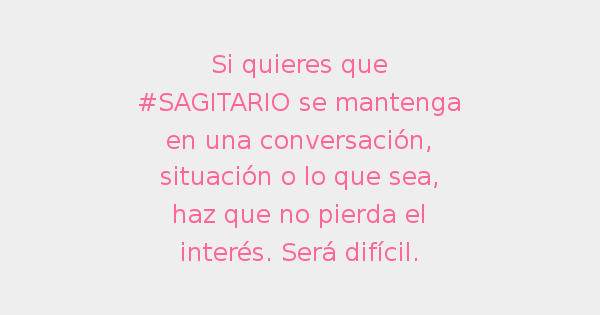 Si quieres que
#SAGITARIO se mantenga
en una conversación,
situación o lo que sea,
haz que no pierda el
interés. Será difícil.